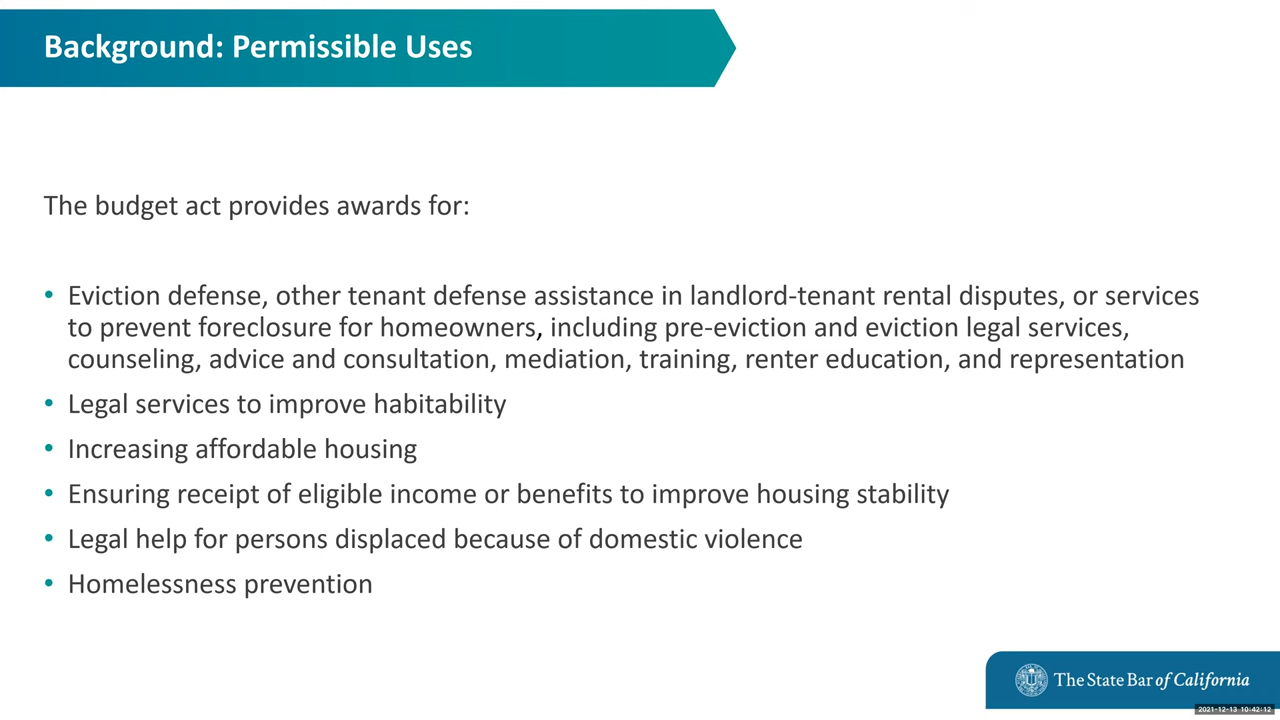 Background: Permissible Uses
The budget act provides awards for:
• Eviction defense, other tenant defense assistance in landlord-tenant rental disputes, or services
to prevent foreclosure for homeowners, including pre-eviction and eviction legal services,
counseling, advice and consultation, mediation, training, renter education, and representation
• Legal services to improve habitability
• Increasing affordable housing
• Ensuring receipt of eligible income or benefits to improve housing stability
• Legal help for persons displaced because of domestic violence
• Homelessness prevention
The State Bar of California
2021-12-13 10:42:12